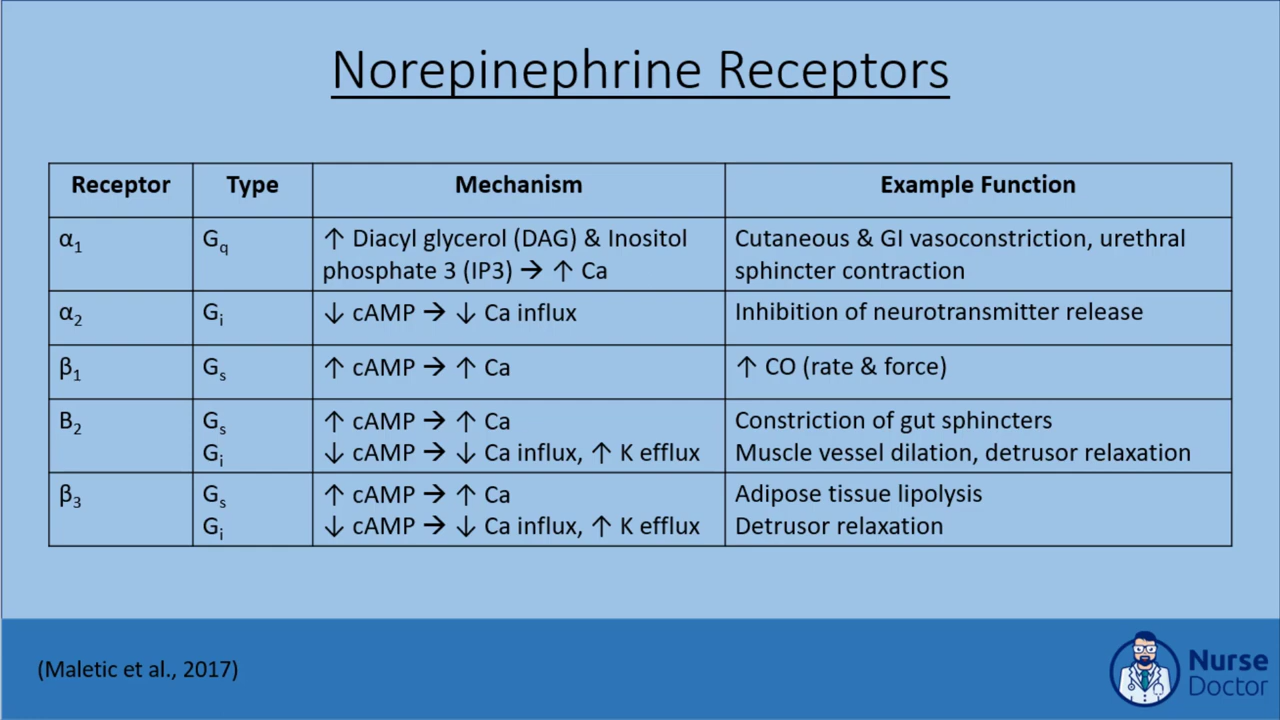 Norepinephrine Receptors
Receptor Type Mechanism Example Function
α₁ Gq ↑ Diacyl glycerol (DAG) & Inositol phosphate 3 (IP3) → ↑ Ca Cutaneous & GI vasoconstriction, urethral sphincter contraction
α₂ Gi ↓ cAMP → ↓ Ca influx Inhibition of neurotransmitter release
β₁ Gs ↑ cAMP → ↑ Ca ↑ CO (rate & force)
B₂ Gs ↑ cAMP → ↑ Ca Constriction of gut sphincters
Gi ↓ cAMP → ↓ Ca influx, ↑ K efflux Muscle vessel dilation, detrusor relaxation
β₃ Gs ↑ cAMP → ↑ Ca Adipose tissue lipolysis
Gi ↓ cAMP → ↓ Ca influx, ↑ K efflux Detrusor relaxation
(Maletic et al., 2017)
Nurse
Doctor